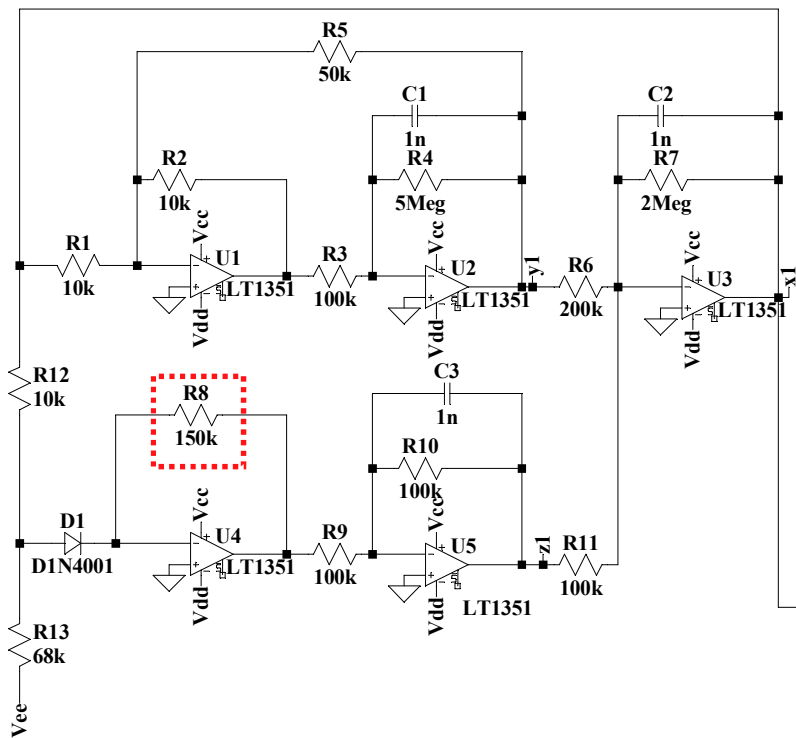 R5
50k
C1
1n
C2
1n
R2
10k
R4
5Meg
R7
2Meg
R1
10k
Vcc
U1
LT1351
Vdd
R3
100k
Vcc
U2
LT1351
Vdd
y1
R6
200k
Vcc
U3
LT1351
Vdd
x1
R12
10k
R8
150k
C3
1n
R10
100k
D1
D1N4001
Vcc
U4
LT1351
Vdd
R9
100k
Vcc
U5
LT1351
Vdd
z1
R11
100k
R13
68k
Vee